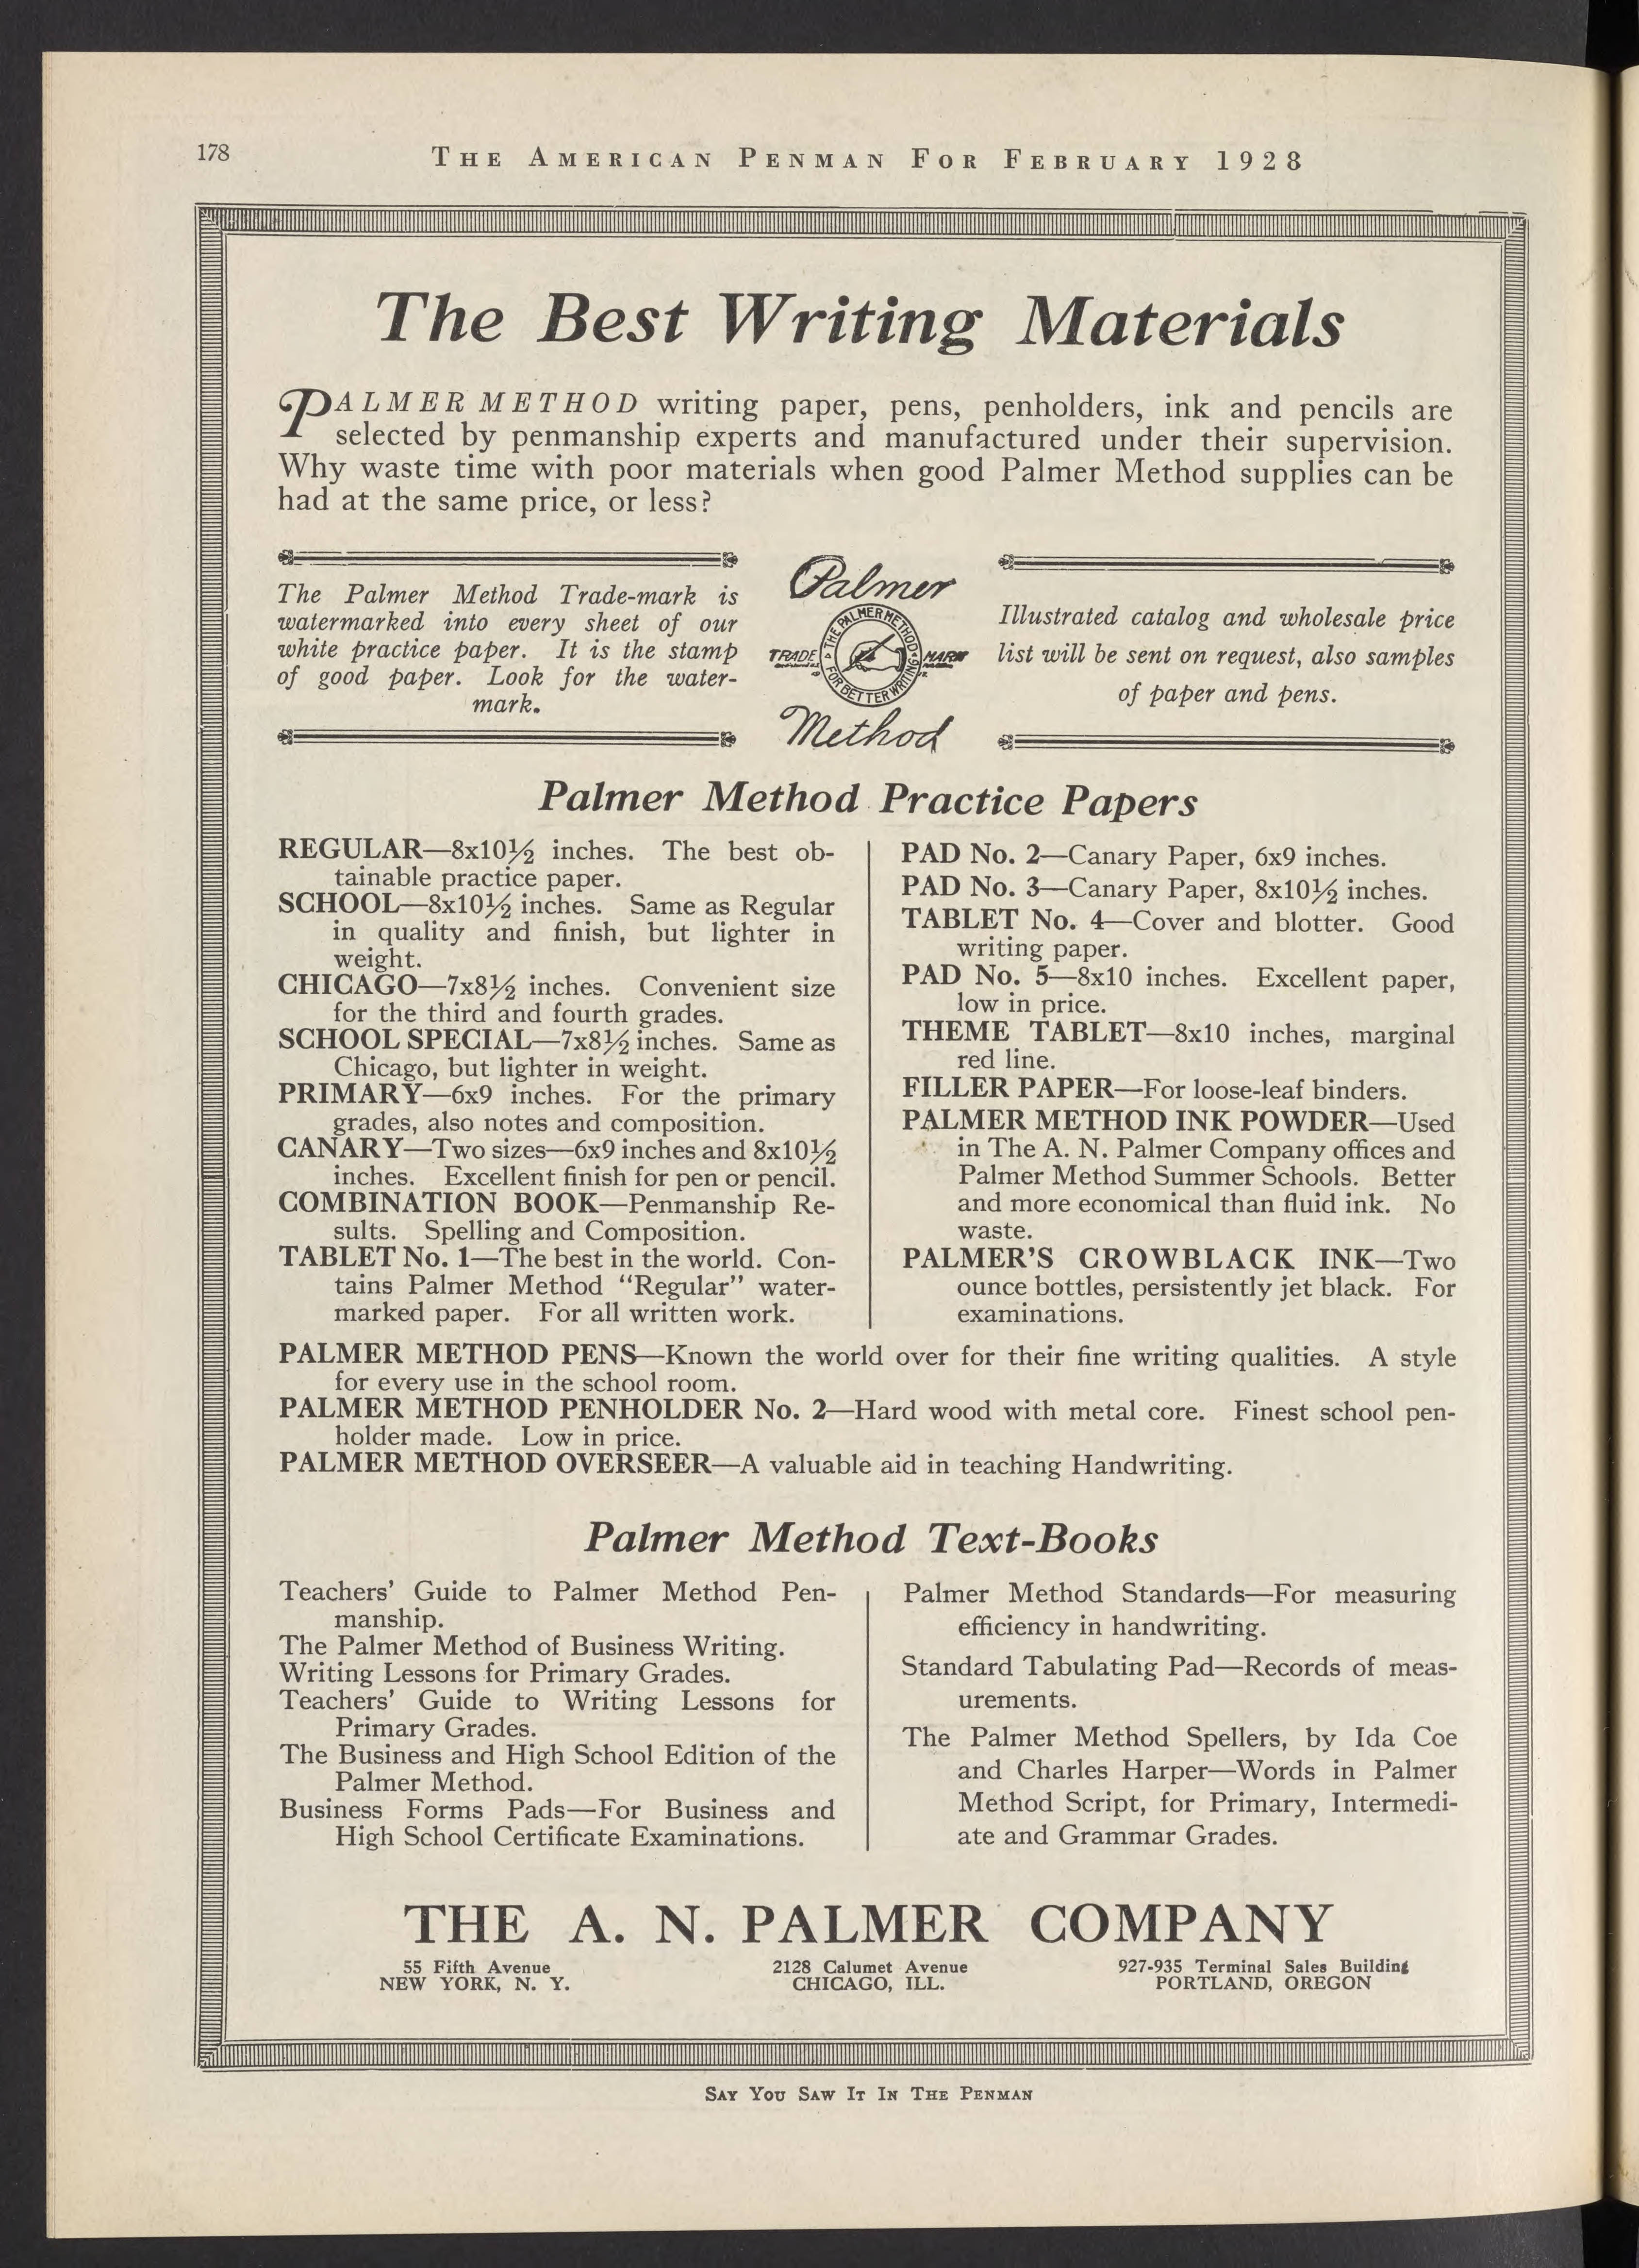 178
THE AMERICAN PENMAN FOR FEBRUARY 1928
The Best Writing Materials
PALMER METHOD writing paper, pens, penholders, ink and pencils are
selected by penmanship experts and manufactured under their supervision.
Why waste time with poor materials when good Palmer Method supplies can be
had at the same price, or less?
The Palmer Method Trade-mark is
watermarked into every sheet of our
white practice paper. It is the stamp
of good paper. Look for the water-
mark.
Palmer
THE PALMER METHOD
TRADE MARK
FOR BETTER WRITING
Method
Illustrated catalog and wholesale price
list will be sent on request, also samples
of paper and pens.
Palmer Method Practice Papers
REGULAR—8x10½ inches. The best ob-
tainable practice paper.
SCHOOL—8x10½ inches. Same as Regular
in quality and finish, but lighter in
weight.
CHICAGO—7x8½ inches. Convenient size
for the third and fourth grades.
SCHOOL SPECIAL—7x8½ inches. Same as
Chicago, but lighter in weight.
PRIMARY—6x9 inches. For the primary
grades, also notes and composition.
CANARY—Two sizes—6x9 inches and 8x10½
inches. Excellent finish for pen or pencil.
COMBINATION BOOK—Penmanship Re-
sults. Spelling and Composition.
TABLET No. 1—The best in the world. Con-
tains Palmer Method "Regular" water-
marked paper. For all written work.
PAD No. 2—Canary Paper, 6x9 inches.
PAD No. 3—Canary Paper, 8x10½ inches.
TABLET No. 4—Cover and blotter. Good
writing paper.
PAD No. 5—8x10 inches. Excellent paper,
low in price.
THEME TABLET—8x10 inches, marginal
red line.
FILLER PAPER—For loose-leaf binders.
PALMER METHOD INK POWDER—Used
in The A. N. Palmer Company offices and
Palmer Method Summer Schools. Better
and more economical than fluid ink. No
waste.
PALMER'S CROWBLACK INK—Two
ounce bottles, persistently jet black. For
examinations.
PALMER METHOD PENS—Known the world over for their fine writing qualities. A style
for every use in the school room.
PALMER METHOD PENHOLDER No. 2—Hard wood with metal core. Finest school pen-
holder made. Low in price.
PALMER METHOD OVERSEER—A valuable aid in teaching Handwriting.
Palmer Method Text-Books
Teachers' Guide to Palmer Method Pen-
manship.
The Palmer Method of Business Writing.
Writing Lessons for Primary Grades.
Teachers' Guide to Writing Lessons for
Primary Grades.
The Business and High School Edition of the
Palmer Method.
Business Forms Pads—For Business and
High School Certificate Examinations.
Palmer Method Standards—For measuring
efficiency in handwriting.
Standard Tabulating Pad—Records of meas-
urements.
The Palmer Method Spellers, by Ida Coe
and Charles Harper—Words in Palmer
Method Script, for Primary, Intermedi-
ate and Grammar Grades.
THE A. N. PALMER COMPANY
55 Fifth Avenue
NEW YORK, N. Y.
2128 Calumet Avenue
CHICAGO, ILL.
927-935 Terminal Sales Building
PORTLAND, OREGON
SAY YOU SAW IT IN THE PENMAN